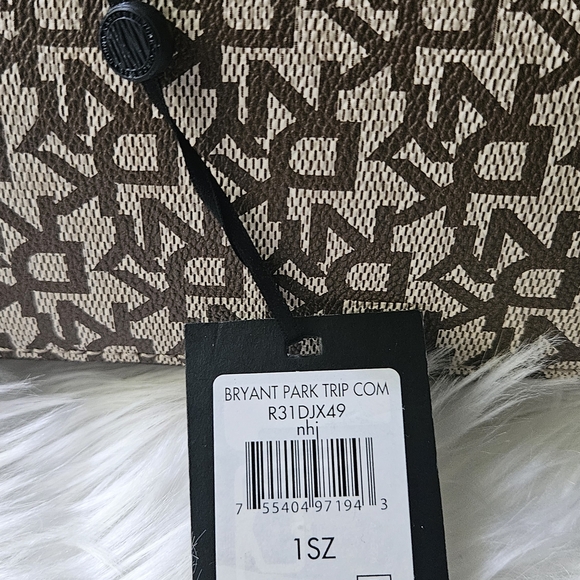 BRYANT PARK TRIP COM
R31DJX49
nhj
7 55404 97194 3
1SZ